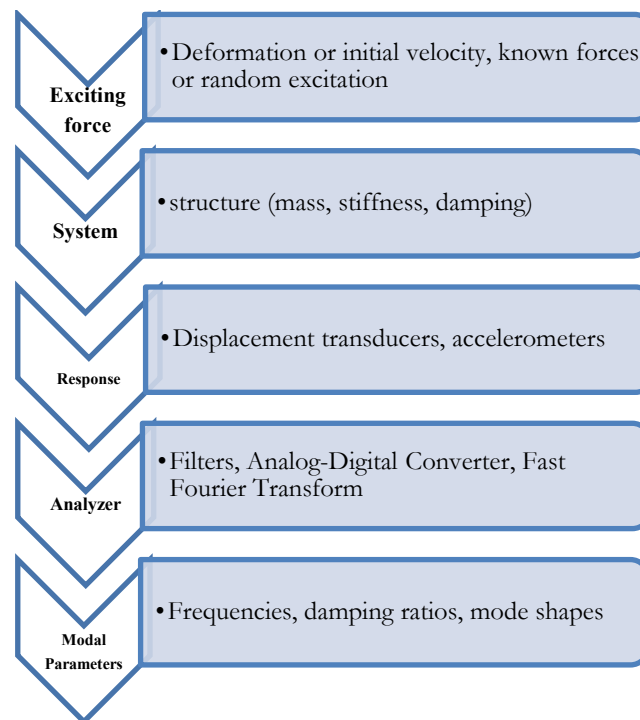 Exciting
force
•Deformation or initial velocity, known forces
or random excitation
System
•structure (mass, stiffness, damping)
Response
•Displacement transducers, accelerometers
Analyzer
•Filters, Analog-Digital Converter, Fast
Fourier Transform
Modal
Parameters
•Frequencies, damping ratios, mode shapes